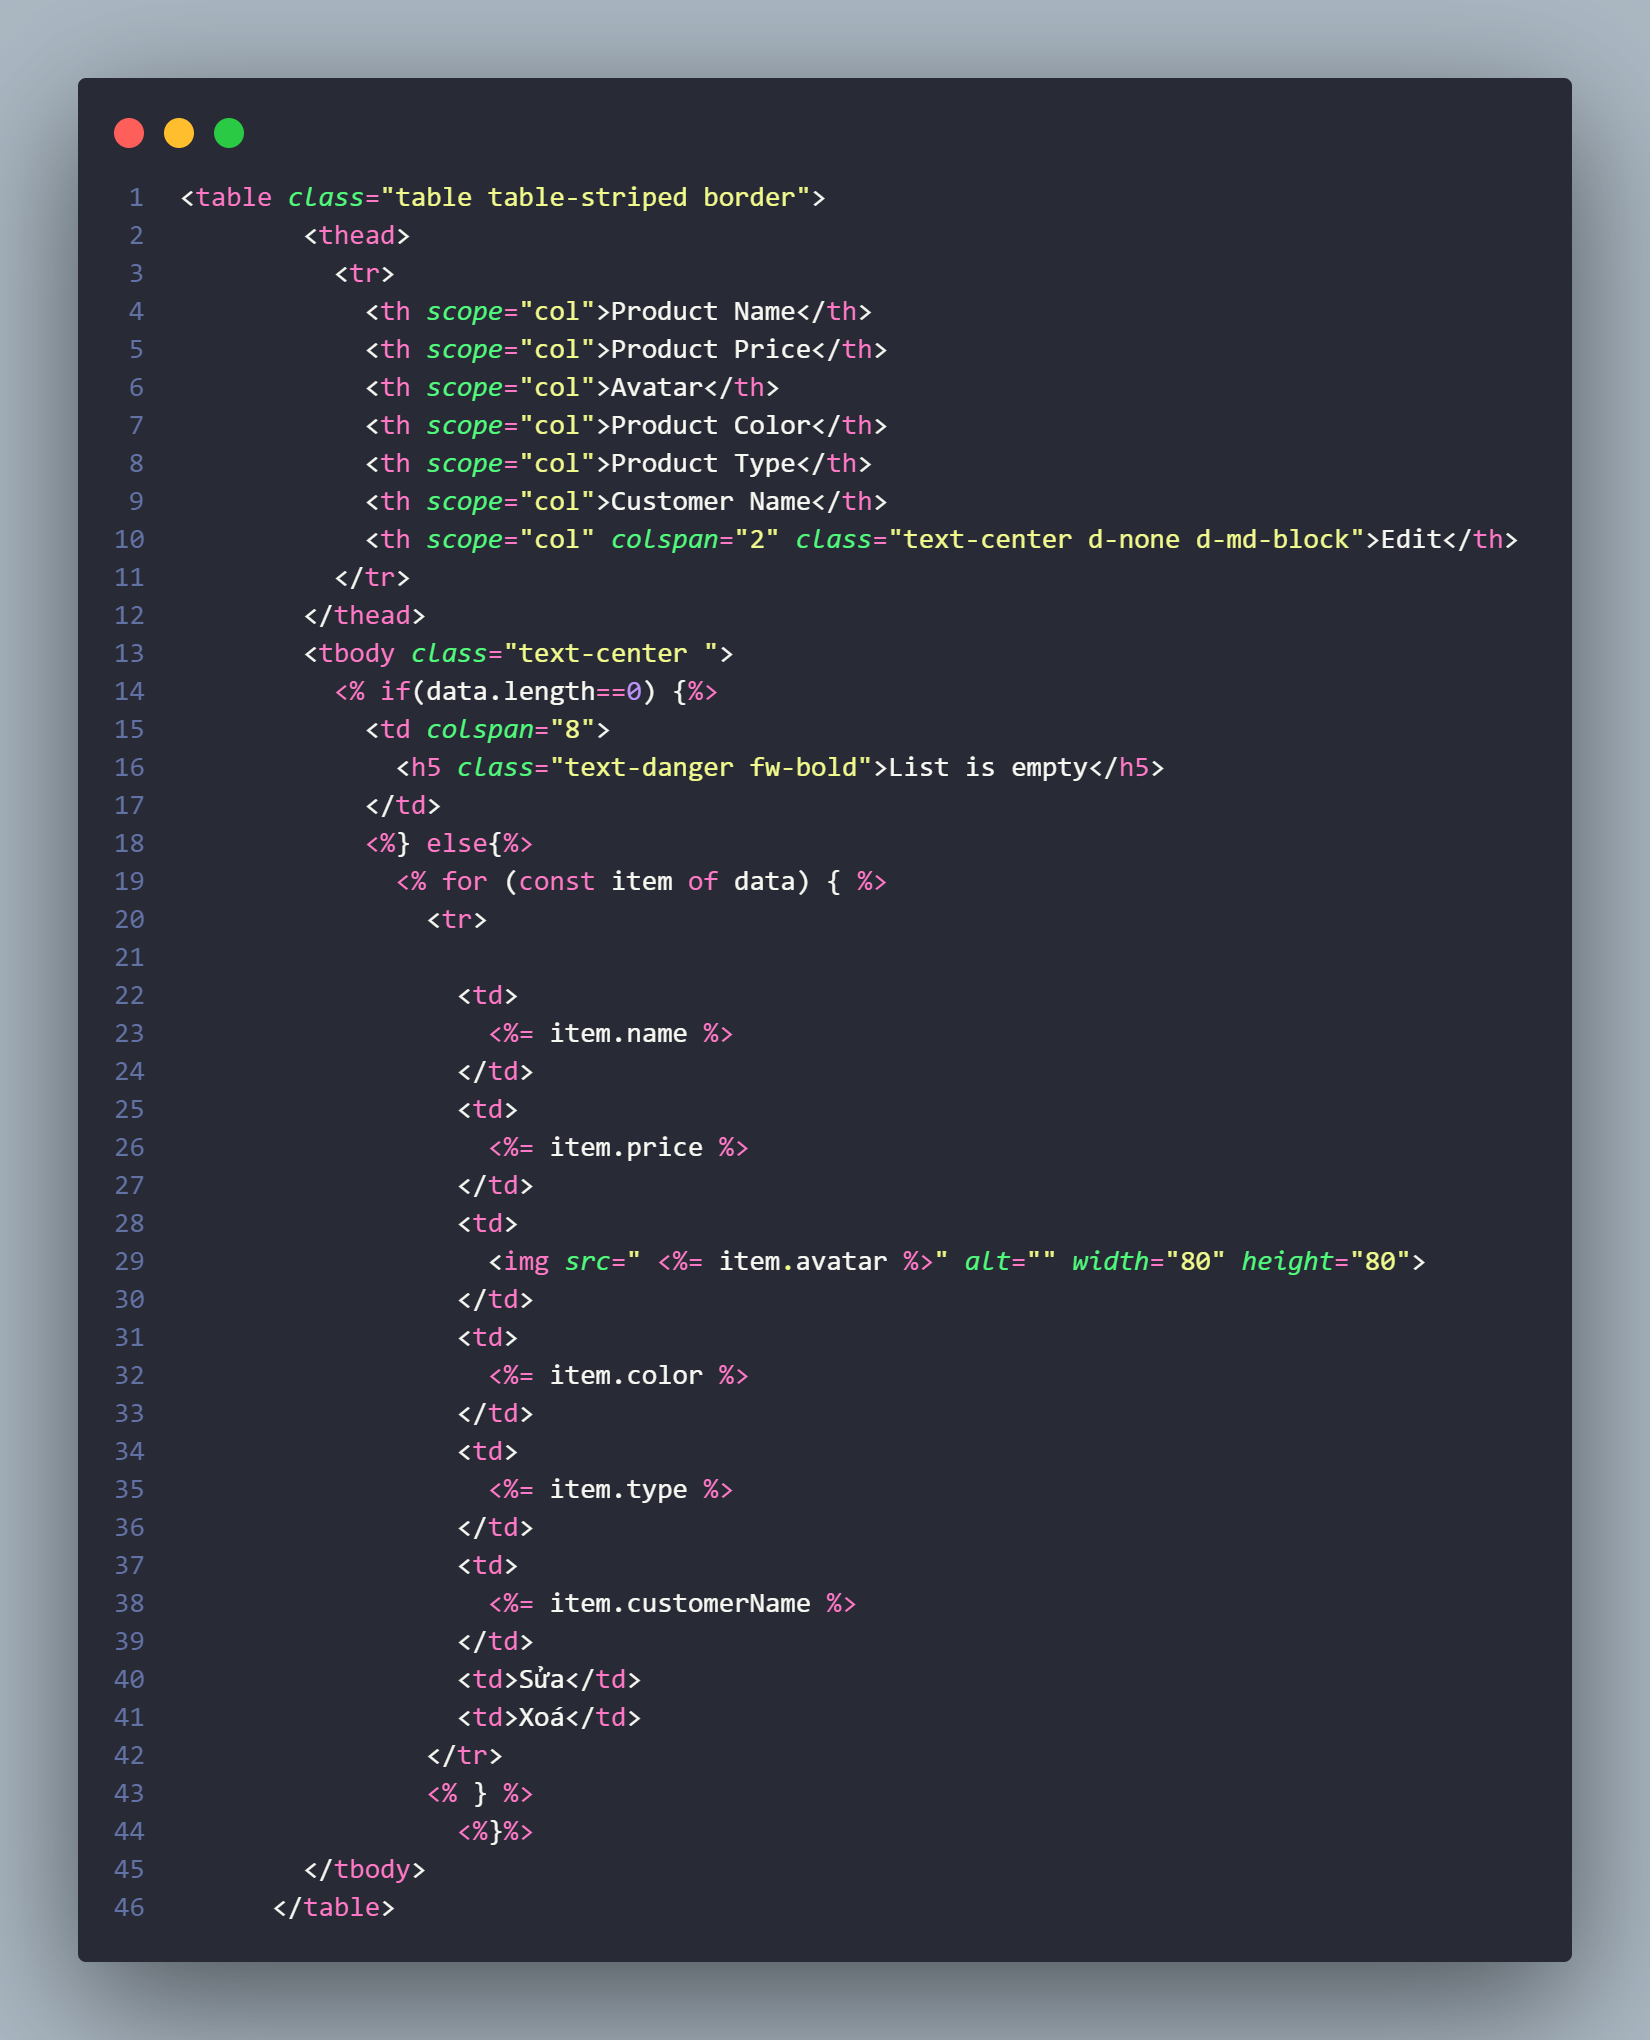 1 <table class="table table-striped border">
2 <thead>
3 <tr>
4 <th scope="col">Product Name</th>
5 <th scope="col">Product Price</th>
6 <th scope="col">Avatar</th>
7 <th scope="col">Product Color</th>
8 <th scope="col">Product Type</th>
9 <th scope="col">Customer Name</th>
10 <th scope="col" colspan="2" class="text-center d-none d-md-block">Edit</th>
11 </tr>
12 </thead>
13 <tbody class="text-center ">
14 <% if(data.length==0) {%>
15 <td colspan="8">
16 <h5 class="text-danger fw-bold">List is empty</h5>
17 </td>
18 <%} else{%>
19 <% for (const item of data) { %>
20 <tr>
21
22 <td>
23 <%= item.name %>
24 </td>
25 <td>
26 <%= item.price %>
27 </td>
28 <td>
29 <img src=" <%= item.avatar %>" alt="" width="80" height="80">
30 </td>
31 <td>
32 <%= item.color %>
33 </td>
34 <td>
35 <%= item.type %>
36 </td>
37 <td>
38 <%= item.customerName %>
39 </td>
40 <td>Sửa</td>
41 <td>Xoá</td>
42 </tr>
43 <% } %>
44 <%}%>
45 </tbody>
46 </table>